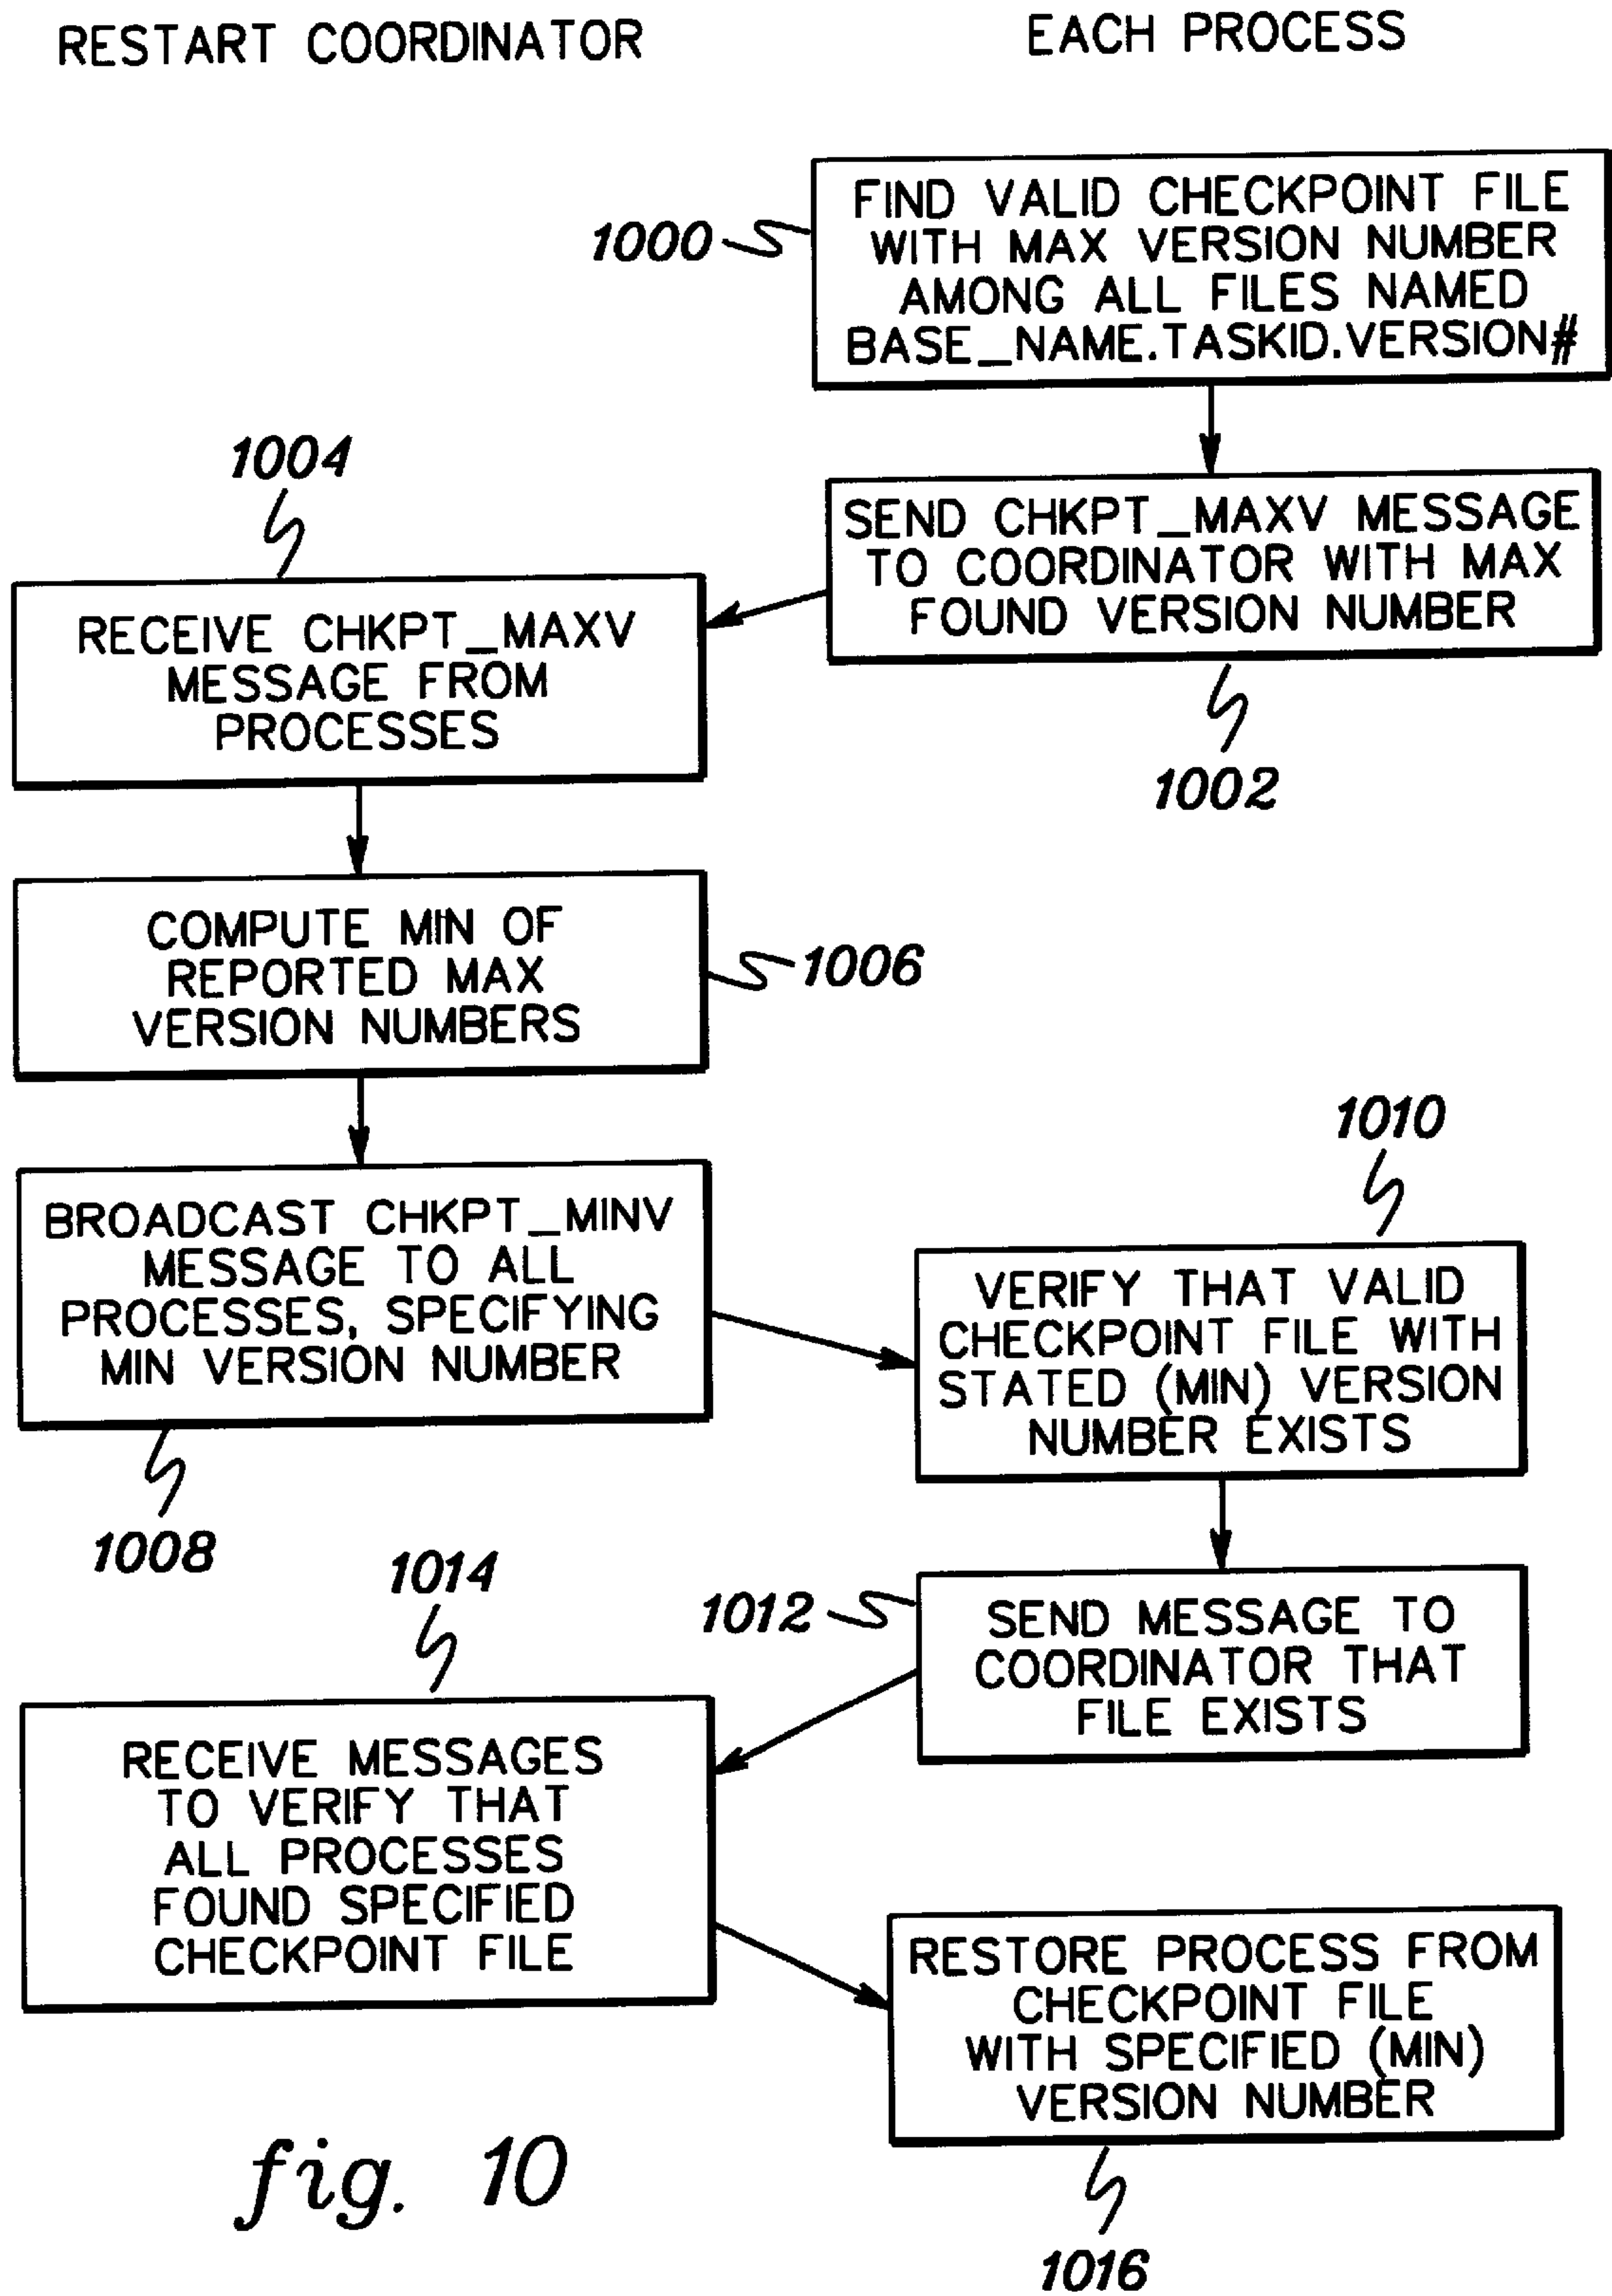 RESTART COORDINATOR
EACH PROCESS
1000
FIND VALID CHECKPOINT FILE
WITH MAX VERSION NUMBER
AMONG ALL FILES NAMED
BASE_NAME.TASKID.VERSION#
1004
SEND CHKPT_MAXV MESSAGE
TO COORDINATOR WITH MAX
FOUND VERSION NUMBER
1002
RECEIVE CHKPT_MAXV
MESSAGE FROM
PROCESSES
COMPUTE MIN OF
REPORTED MAX
VERSION NUMBERS
1006
BROADCAST CHKPT_MINV
MESSAGE TO ALL
PROCESSES, SPECIFYING
MIN VERSION NUMBER
1008
1010
VERIFY THAT VALID
CHECKPOINT FILE WITH
STATED (MIN) VERSION
NUMBER EXISTS
1012
SEND MESSAGE TO
COORDINATOR THAT
FILE EXISTS
1014
RECEIVE MESSAGES
TO VERIFY THAT
ALL PROCESSES
FOUND SPECIFIED
CHECKPOINT FILE
RESTORE PROCESS FROM
CHECKPOINT FILE
WITH SPECIFIED (MIN)
VERSION NUMBER
1016
fig. 10